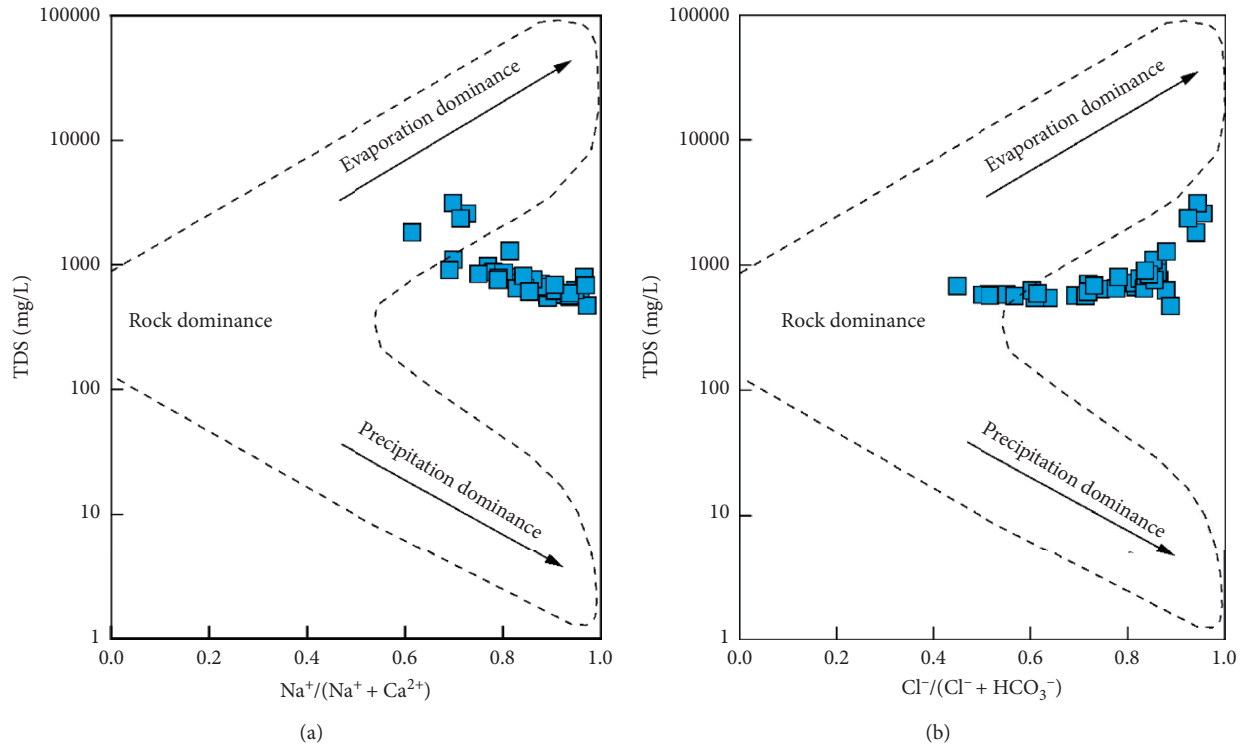 100000
10000
1000
100
10
1
TDS (mg/L)
Evaporation dominance
Rock dominance
Precipitation dominance
0.0 0.2 0.4 0.6 0.8 1.0
Na⁺/(Na⁺ + Ca²⁺)
(a)
100000
10000
1000
100
10
1
TDS (mg/L)
Evaporation dominance
Rock dominance
Precipitation dominance
0.0 0.2 0.4 0.6 0.8 1.0
Cl⁻/(Cl⁻ + HCO₃⁻)
(b)